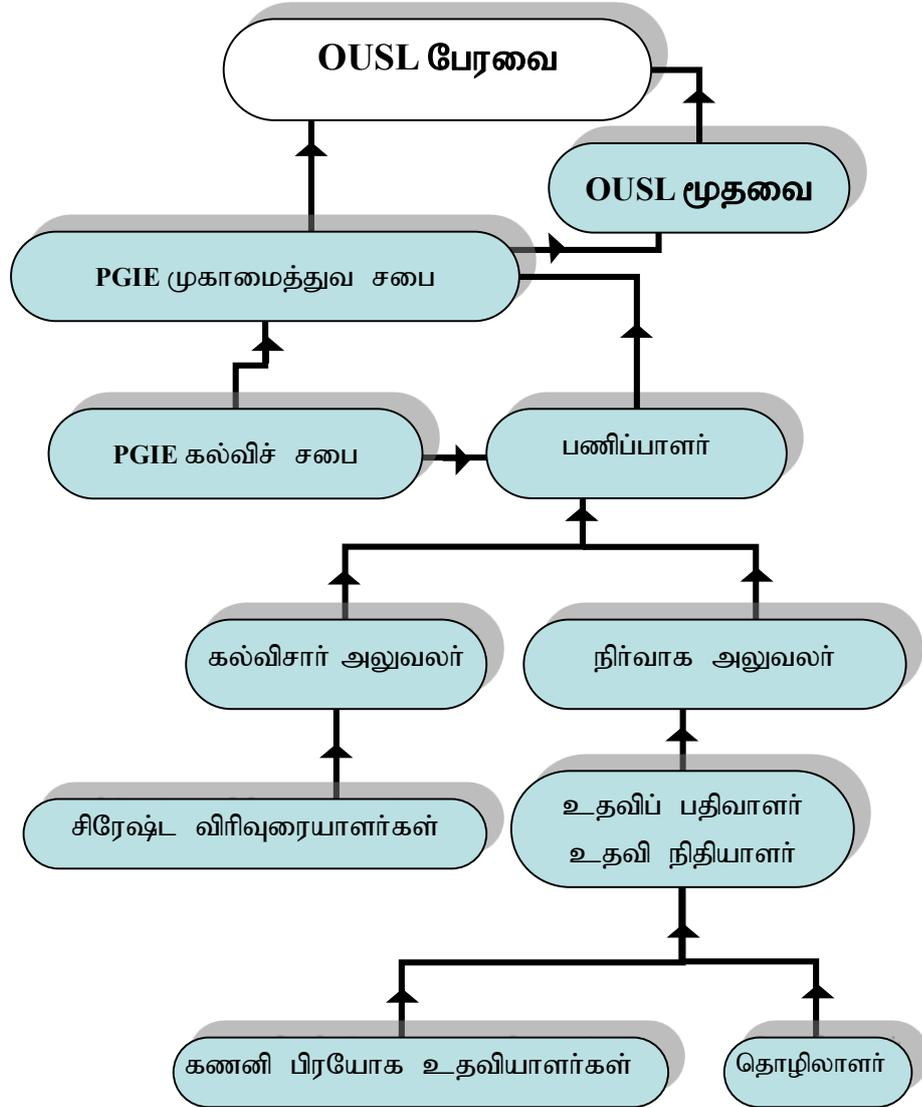 OUSL பேரவை
OUSL மூதவை
PGIE முகாமைத்துவ சபை
PGIE கல்விச் சபை
பணிப்பாளர்
கல்விசார் அலுவலர்
நிர்வாக அலுவலர்
சிரேஷ்ட விரிவுரையாளர்கள்
உதவிப் பதிவாளர்
உதவி நிதியாளர்
கணனி பிரயோக உதவியாளர்கள்
தொழிலாளர்